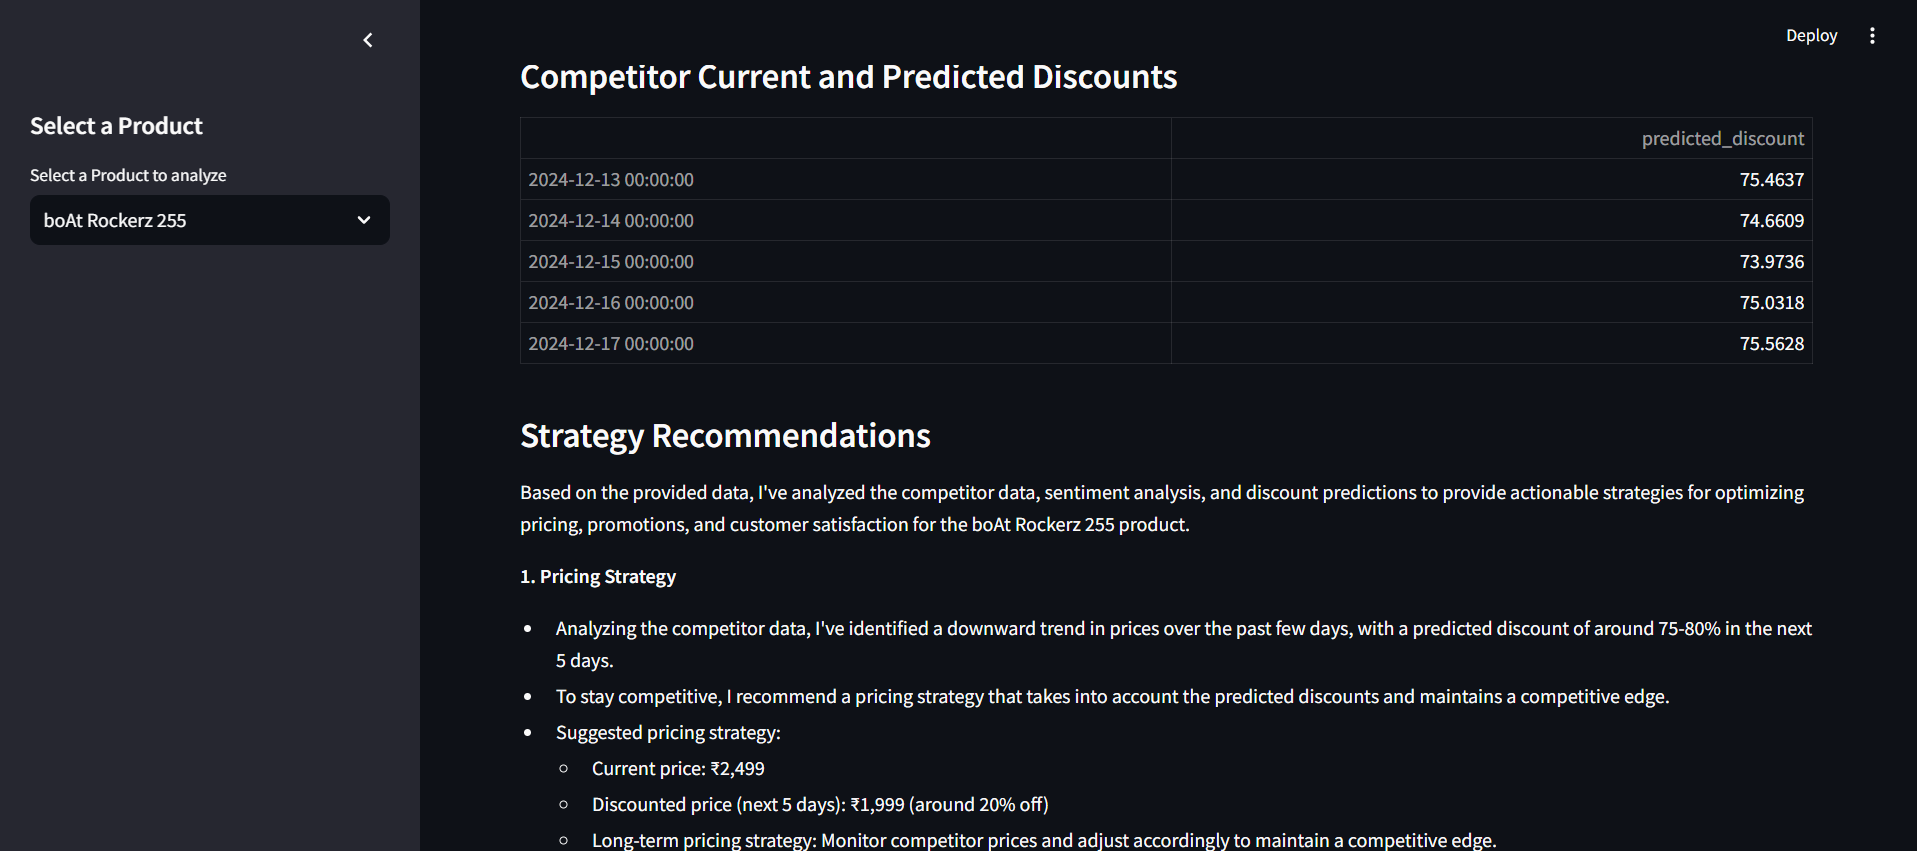 Deploy
Select a Product
Select a Product to analyze
boAt Rockerz 255
Competitor Current and Predicted Discounts
predicted_discount
2024-12-13 00:00:00 75.4637
2024-12-14 00:00:00 74.6609
2024-12-15 00:00:00 73.9736
2024-12-16 00:00:00 75.0318
2024-12-17 00:00:00 75.5628
Strategy Recommendations
Based on the provided data, I've analyzed the competitor data, sentiment analysis, and discount predictions to provide actionable strategies for optimizing
pricing, promotions, and customer satisfaction for the boAt Rockerz 255 product.
1. Pricing Strategy
• Analyzing the competitor data, I've identified a downward trend in prices over the past few days, with a predicted discount of around 75-80% in the next
5 days.
• To stay competitive, I recommend a pricing strategy that takes into account the predicted discounts and maintains a competitive edge.
• Suggested pricing strategy:
○ Current price: ₹2,499
○ Discounted price (next 5 days): ₹1,999 (around 20% off)
○ Long-term pricing strategy: Monitor competitor prices and adjust accordingly to maintain a competitive edge.